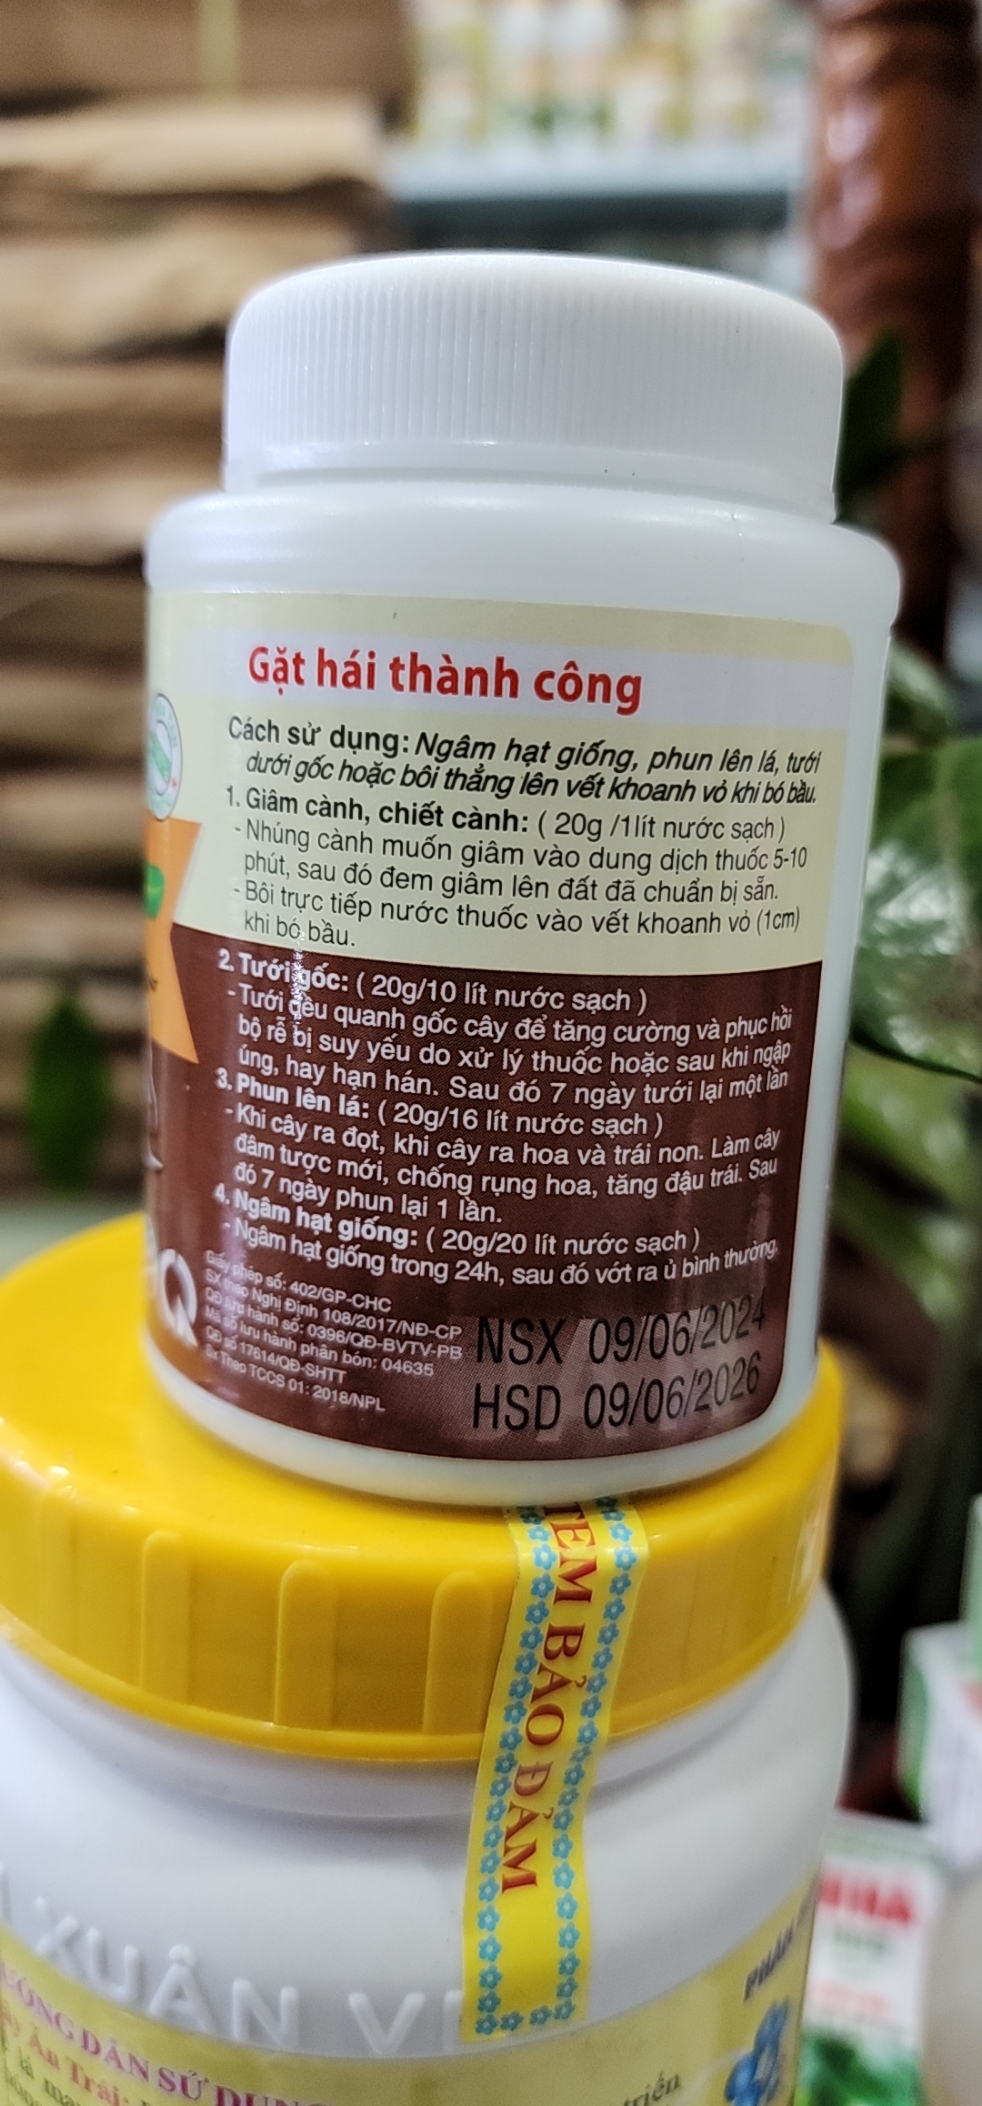 Gặt hái thành công
Cách sử dụng: Ngâm hạt giống, phun lên lá, tưới
dưới gốc hoặc bôi thẳng lên vết khoanh vỏ khi bó bầu.
1. Giâm cành, chiết cành: ( 20g /1lít nước sạch )
- Nhúng cành muốn giâm vào dung dịch thuốc 5-10
phút, sau đó đem giâm lên đất đã chuẩn bị sẵn.
- Bôi trực tiếp nước thuốc vào vết khoanh vỏ (1cm)
khi bó bầu.
2. Tưới gốc: ( 20g/10 lít nước sạch )
- Tưới đều quanh gốc cây để tăng cường và phục hồi
bộ rễ bị suy yếu do xử lý thuốc hoặc sau khi ngập
úng, hay hạn hán. Sau đó 7 ngày tưới lại một lần
3. Phun lên lá: ( 20g/16 lít nước sạch )
- Khi cây ra đọt, khi cây ra hoa và trái non. Làm cây
đâm tược mới, chống rụng hoa, tăng đậu trái. Sau
đó 7 ngày phun lại 1 lần.
4. Ngâm hạt giống: ( 20g/20 lít nước sạch )
- Ngâm hạt giống trong 24h, sau đó vớt ra ủ bình thường.
Giấy phép số: 402/GP-CHC
SX theo Nghị Định 108/2017/NĐ-CP
QĐ lưu hành số: 0396/QĐ-BVTV-PB
Mã số lưu hành phân bón: 04635
QĐ số 17614/QĐ-SHTT
Sx Theo TCCS 01: 2018/NPL
NSX 09/06/2024
HSD 09/06/2026
TEM BẢO ĐẢM
XUÂN
DẪN SỬ
Ăn Trái:
PHÂN
triển